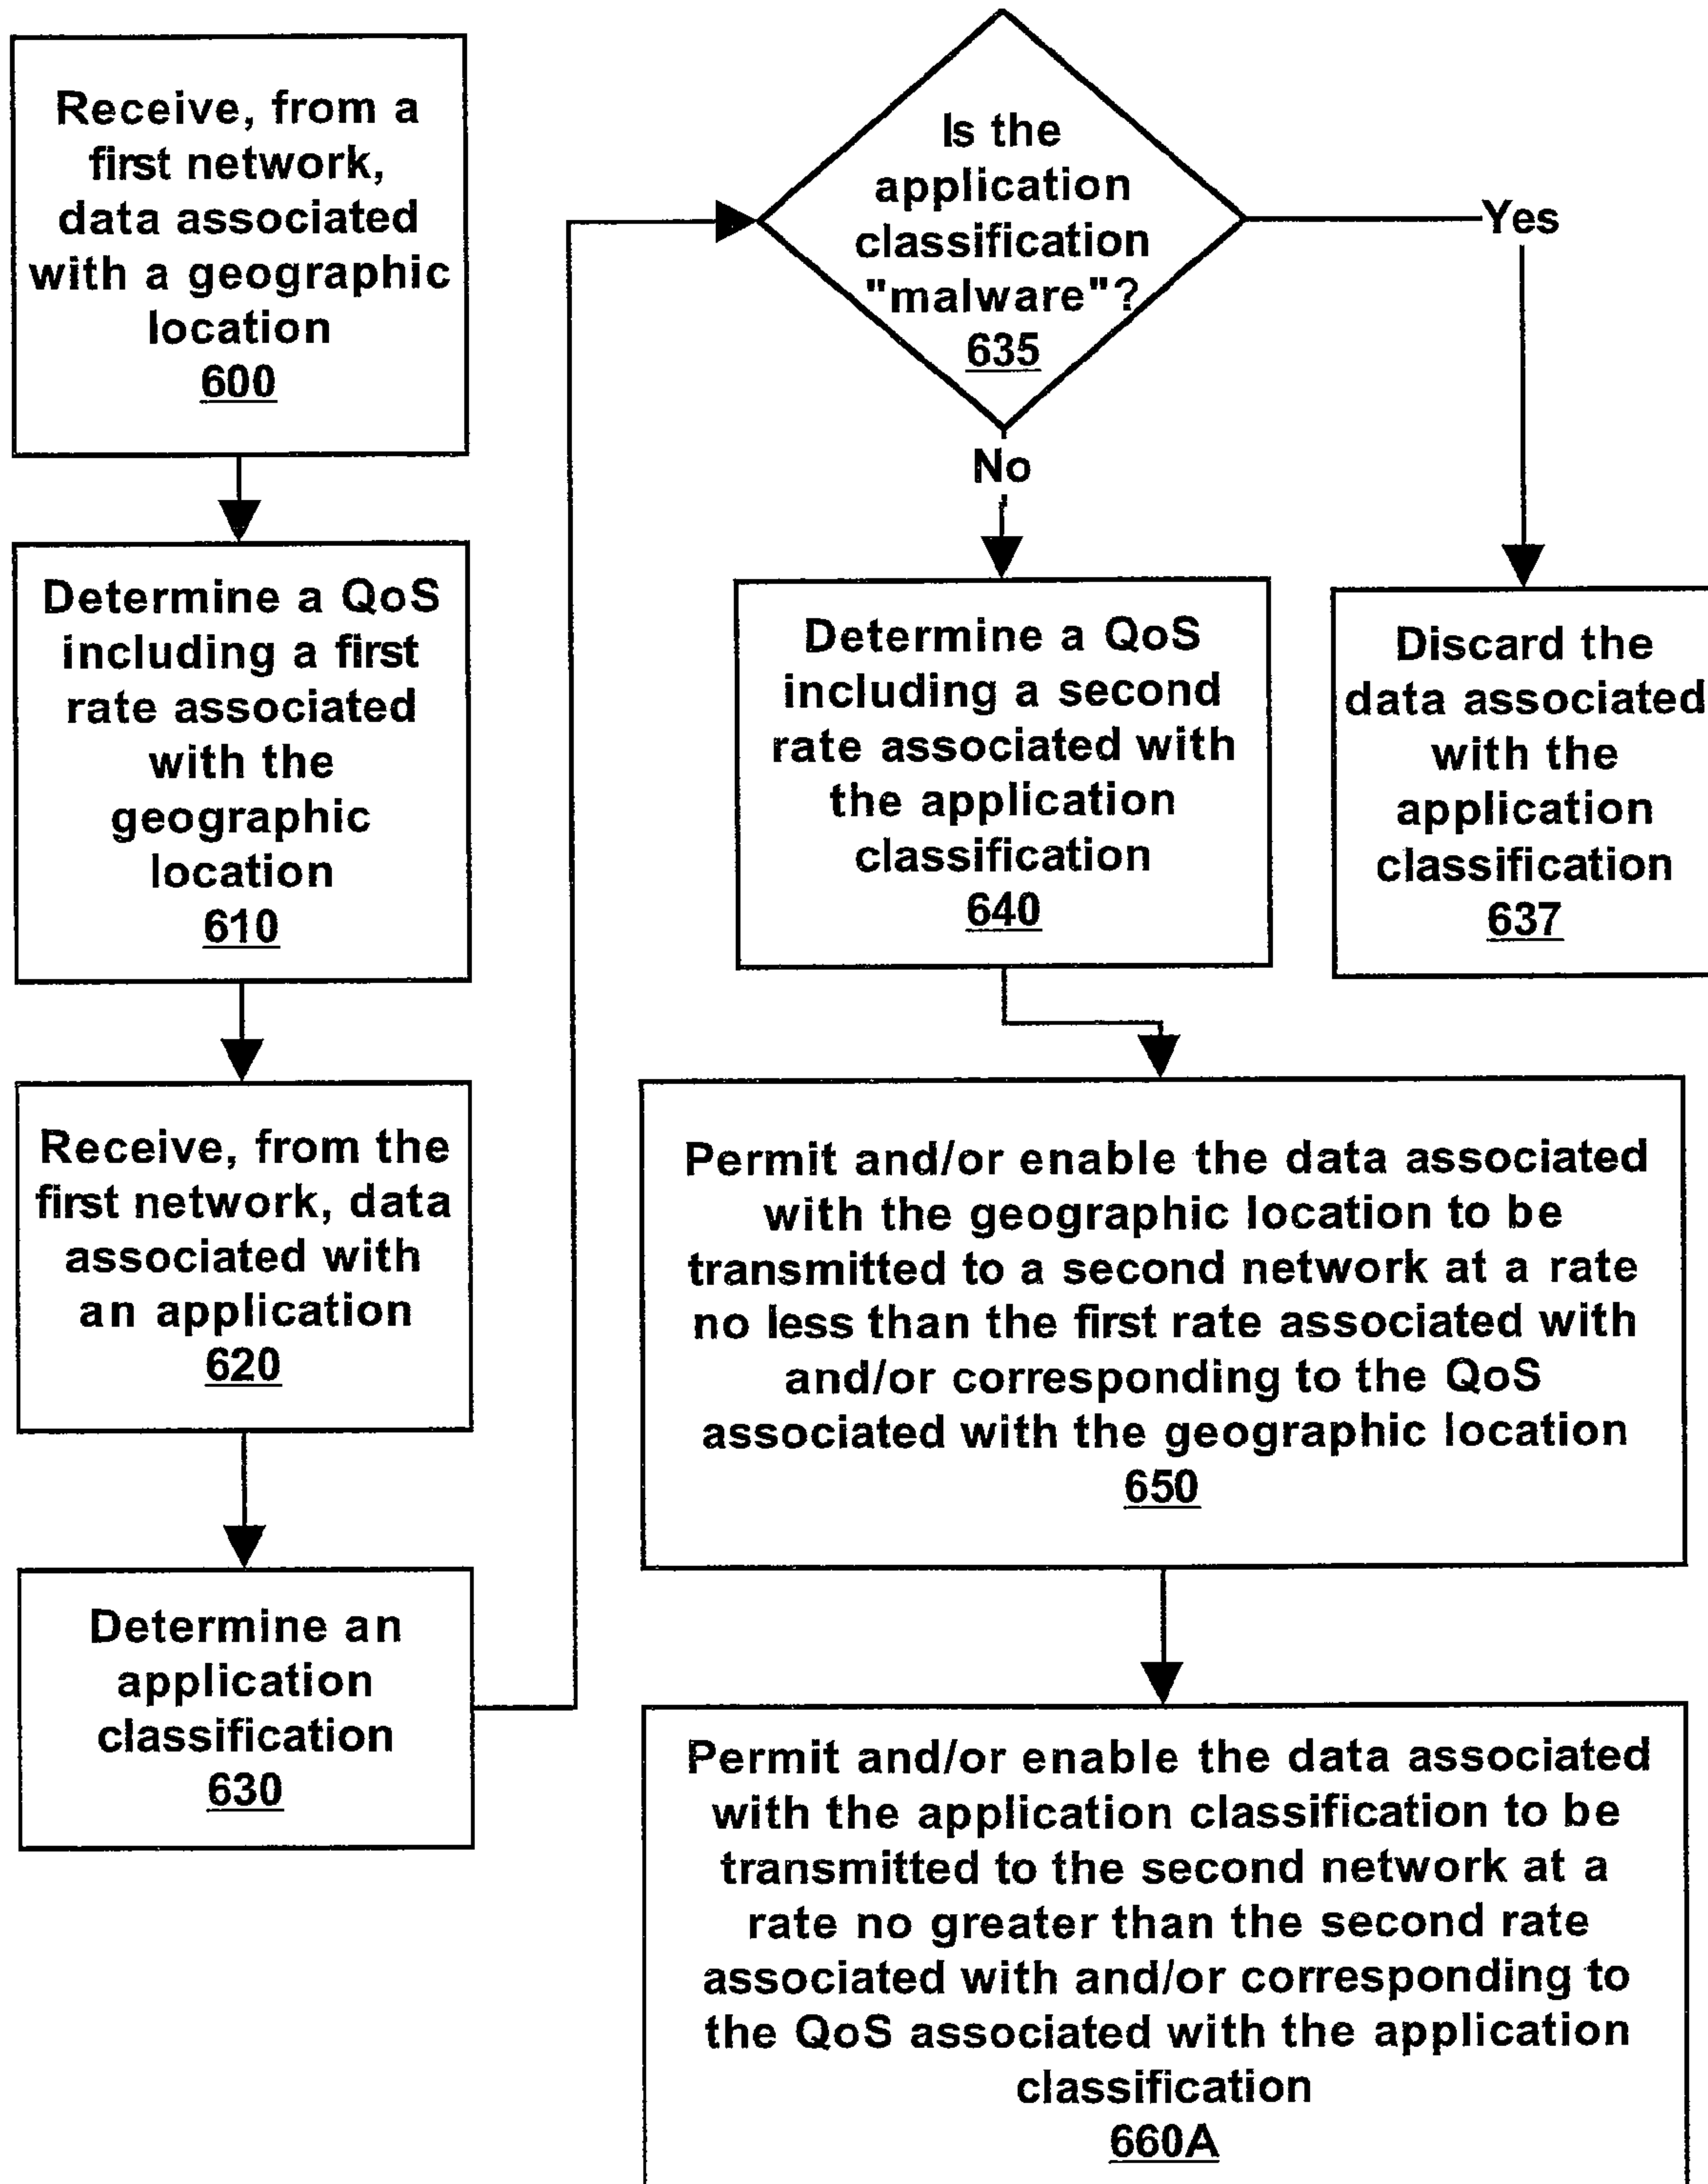 Receive, from a
first network,
data associated
with a geographic
location
600
Determine a QoS
including a first
rate associated
with the
geographic
location
610
Receive, from the
first network, data
associated with
an application
620
Determine an
application
classification
630
Is the
application
classification
"malware"?
635
Yes
No
Determine a QoS
including a second
rate associated with
the application
classification
640
Discard the
data associated
with the
application
classification
637
Permit and/or enable the data associated
with the geographic location to be
transmitted to a second network at a rate
no less than the first rate associated with
and/or corresponding to the QoS
associated with the geographic location
650
Permit and/or enable the data associated
with the application classification to be
transmitted to the second network at a
rate no greater than the second rate
associated with and/or corresponding to
the QoS associated with the application
classification
660A